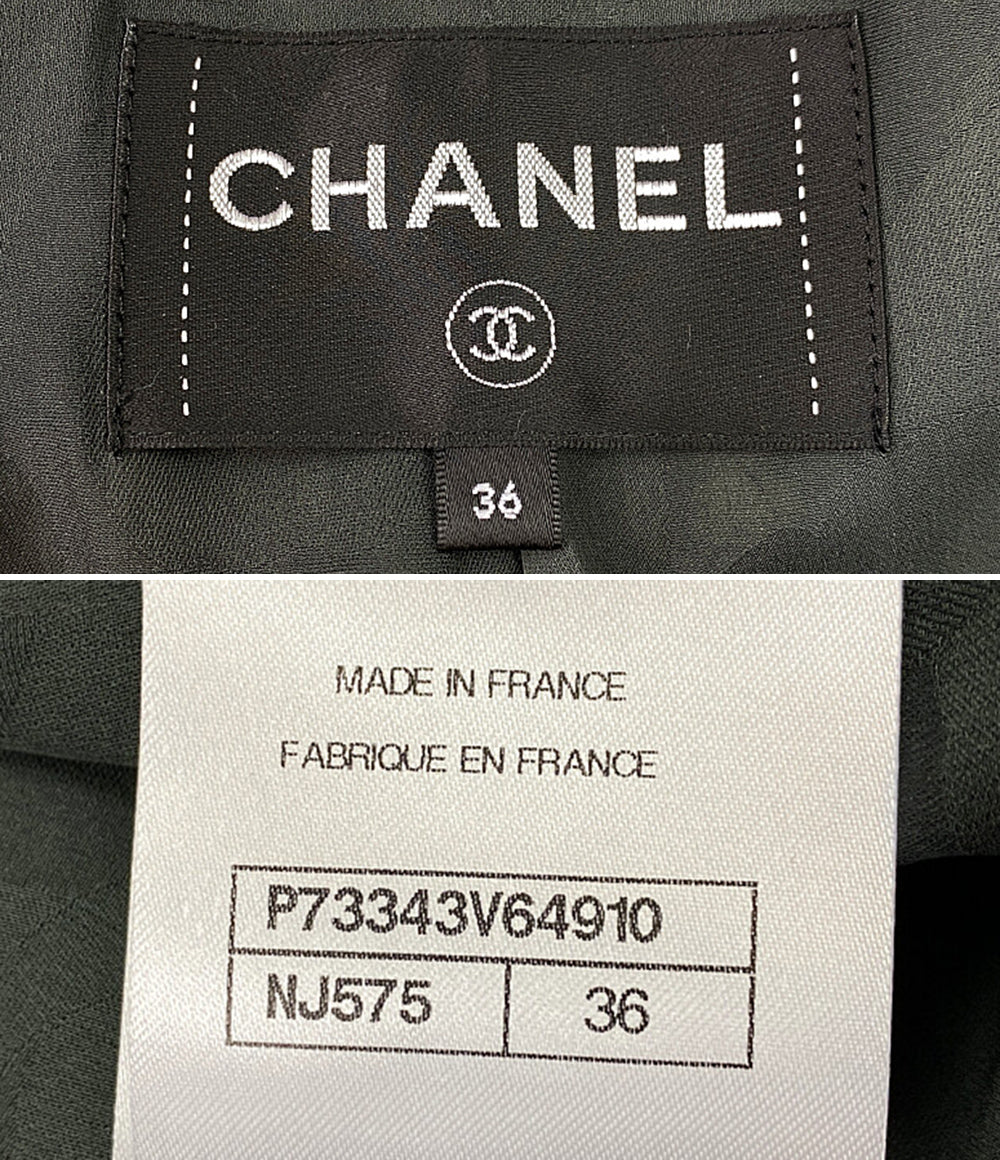 CHANEL
36
MADE IN FRANCE
FABRIQUE EN FRANCE
P73343V64910
NJ575 36